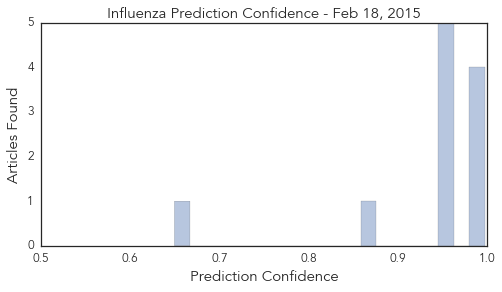 Influenza Prediction Confidence - Feb 18, 2015
Articles Found
5
4
3
2
1
0
0.5 0.6 0.7 0.8 0.9 1.0
Prediction Confidence